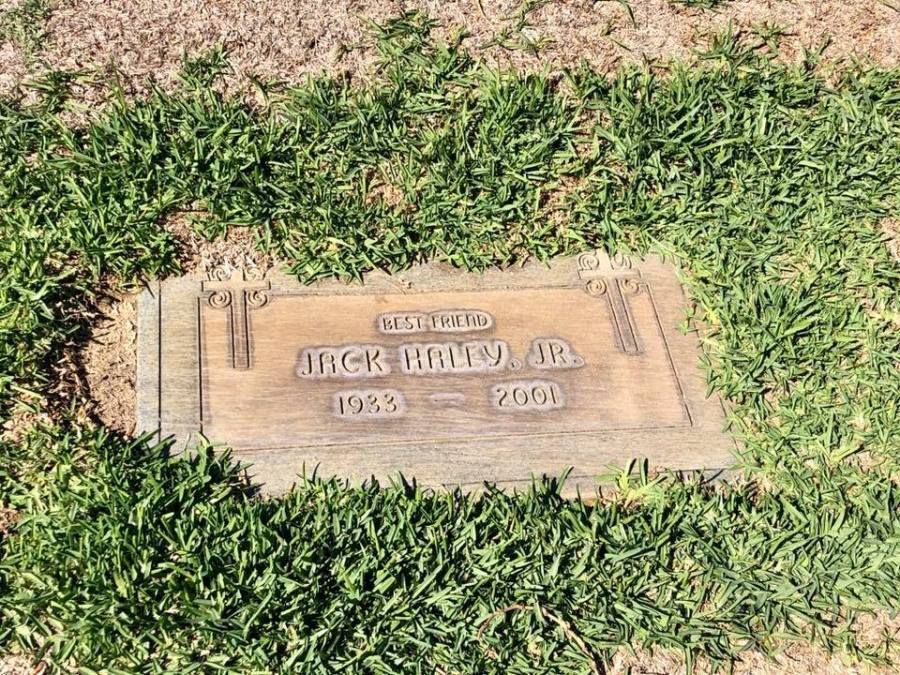 BEST FRIEND
JACK HALEY, JR.
1933 — 2001